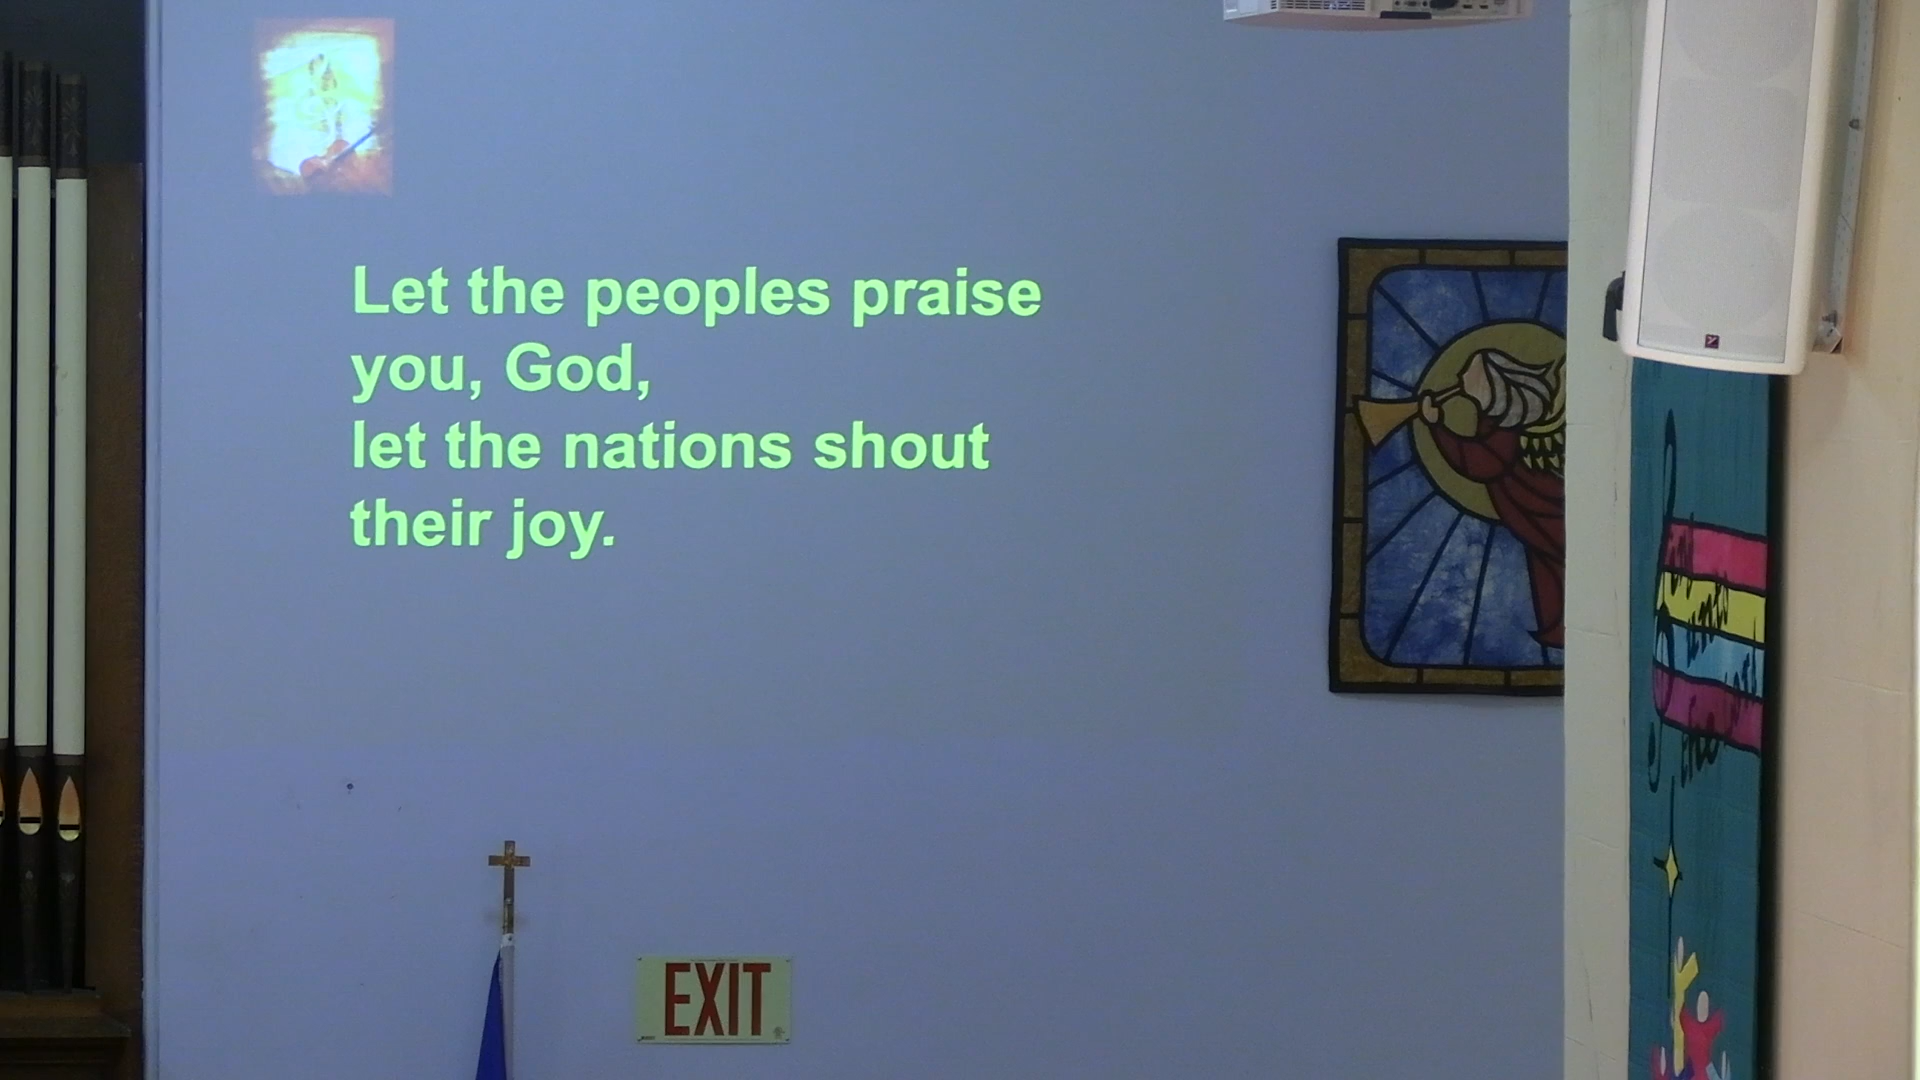 Let the peoples praise
you, God,
let the nations shout
their joy.
EXIT